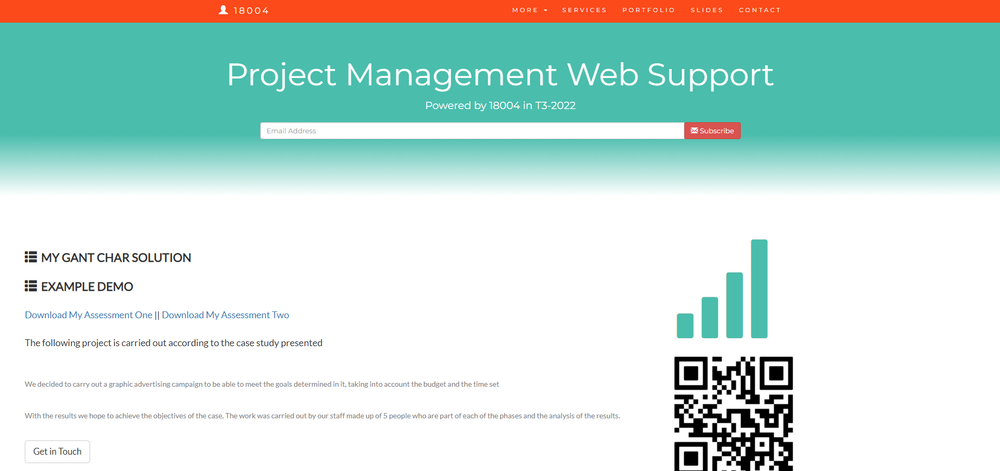 18004
MORE
SERVICES
PORTFOLIO
SLIDES
CONTACT
Project Management Web Support
Powered by 18004 in T3-2022
Email Address
Subscribe
MY GANT CHAR SOLUTION
EXAMPLE DEMO
Download My Assessment One || Download My Assessment Two
The following project is carried out according to the case study presented
We decided to carry out a graphic advertising campaign to be able to meet the goals determined in it, taking into account the budget and the time set
With the results we hope to achieve the objectives of the case. The work was carried out by our staff made up of 5 people who are part of each of the phases and the analysis of the results.
Get in Touch